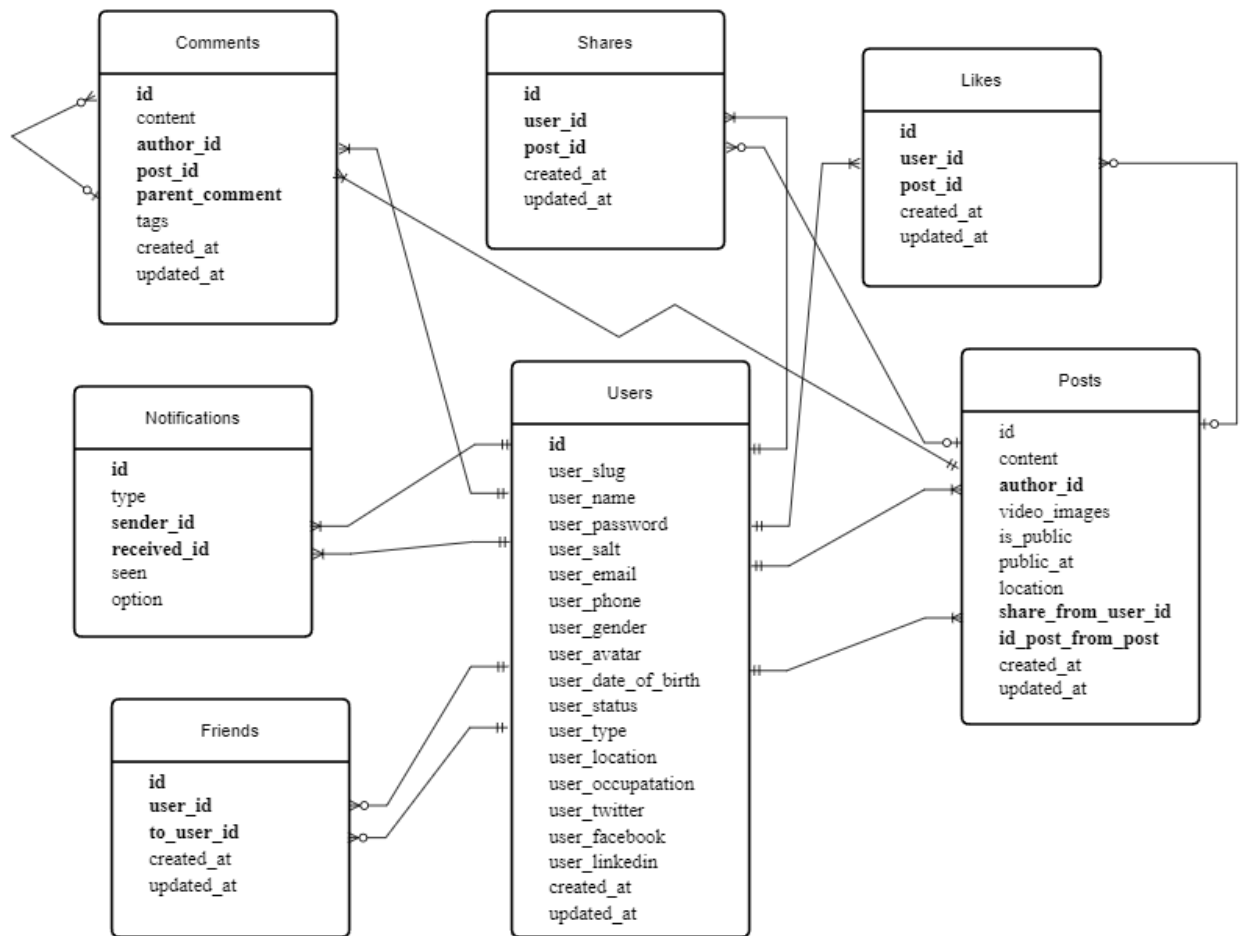 Comments
id
content
author_id
post_id
parent_comment
tags
created_at
updated_at
Shares
id
user_id
post_id
created_at
updated_at
Likes
id
user_id
post_id
created_at
updated_at
Notifications
id
type
sender_id
received_id
seen
option
Users
id
user_slug
user_name
user_password
user_salt
user_email
user_phone
user_gender
user_avatar
user_date_of_birth
user_status
user_type
user_location
user_occupatation
user_twitter
user_facebook
user_linkedin
created_at
updated_at
Posts
id
content
author_id
video_images
is_public
public_at
location
share_from_user_id
id_post_from_post
created_at
updated_at
Friends
id
user_id
to_user_id
created_at
updated_at